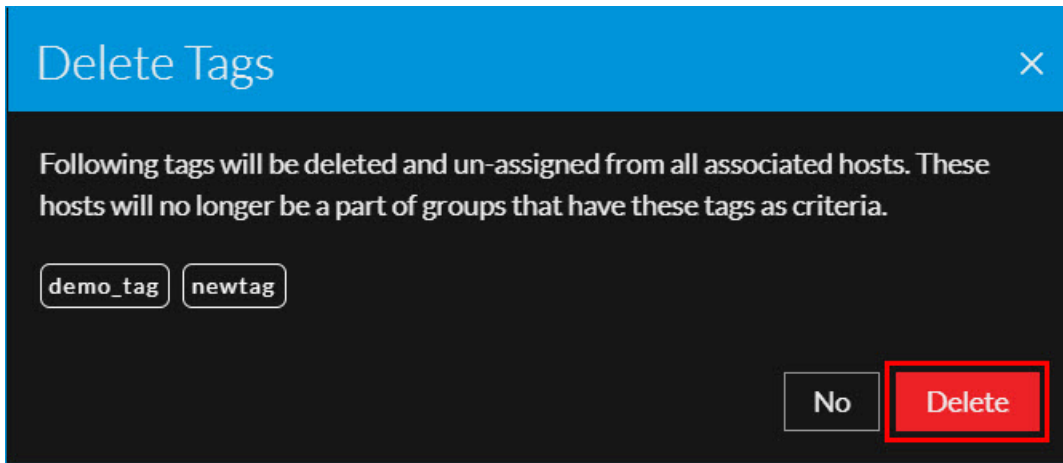 Delete Tags
Following tags will be deleted and un-assigned from all associated hosts. These
hosts will no longer be a part of groups that have these tags as criteria.
demo_tag newtag
No Delete